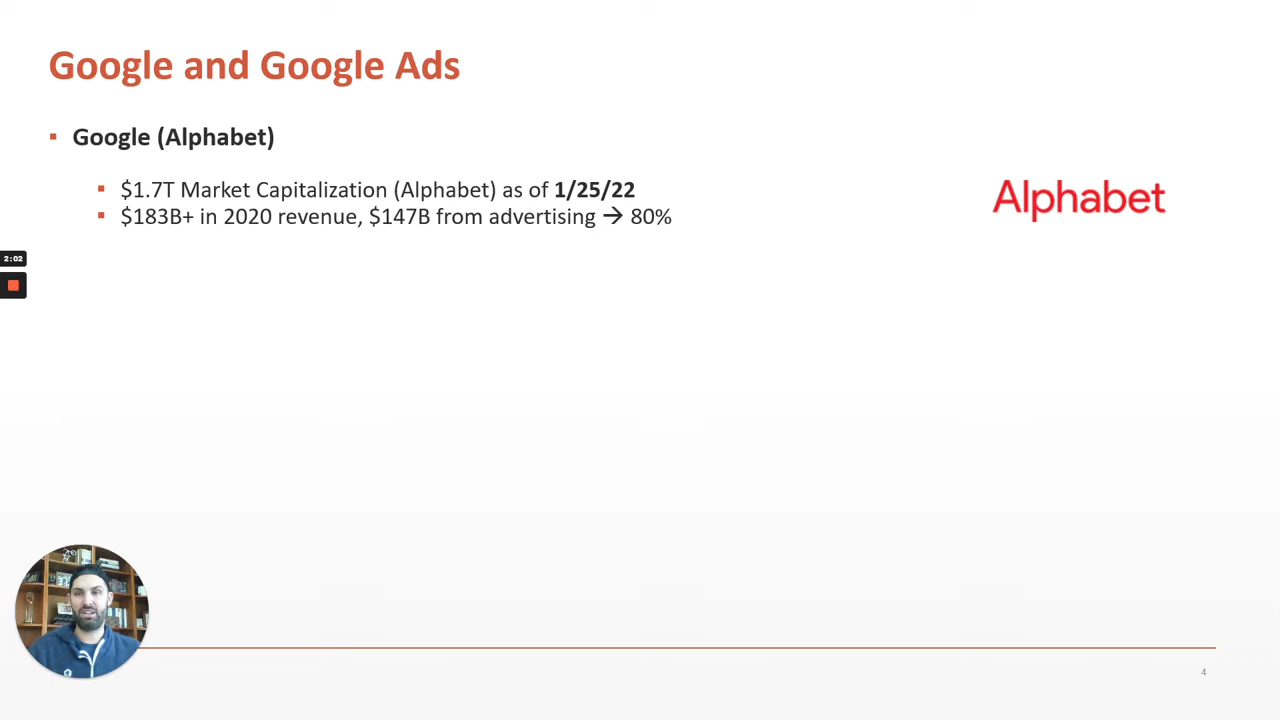 Google and Google Ads
▪ Google (Alphabet)
▪ $1.7T Market Capitalization (Alphabet) as of 1/25/22
▪ $183B+ in 2020 revenue, $147B from advertising → 80%
Alphabet
2:02
4